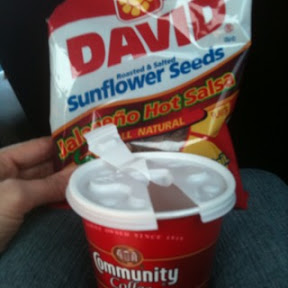 DAVID
Roasted & Salted
Sunflower Seeds
Jalapeño Hot Salsa
ALL NATURAL
Community
Coffee